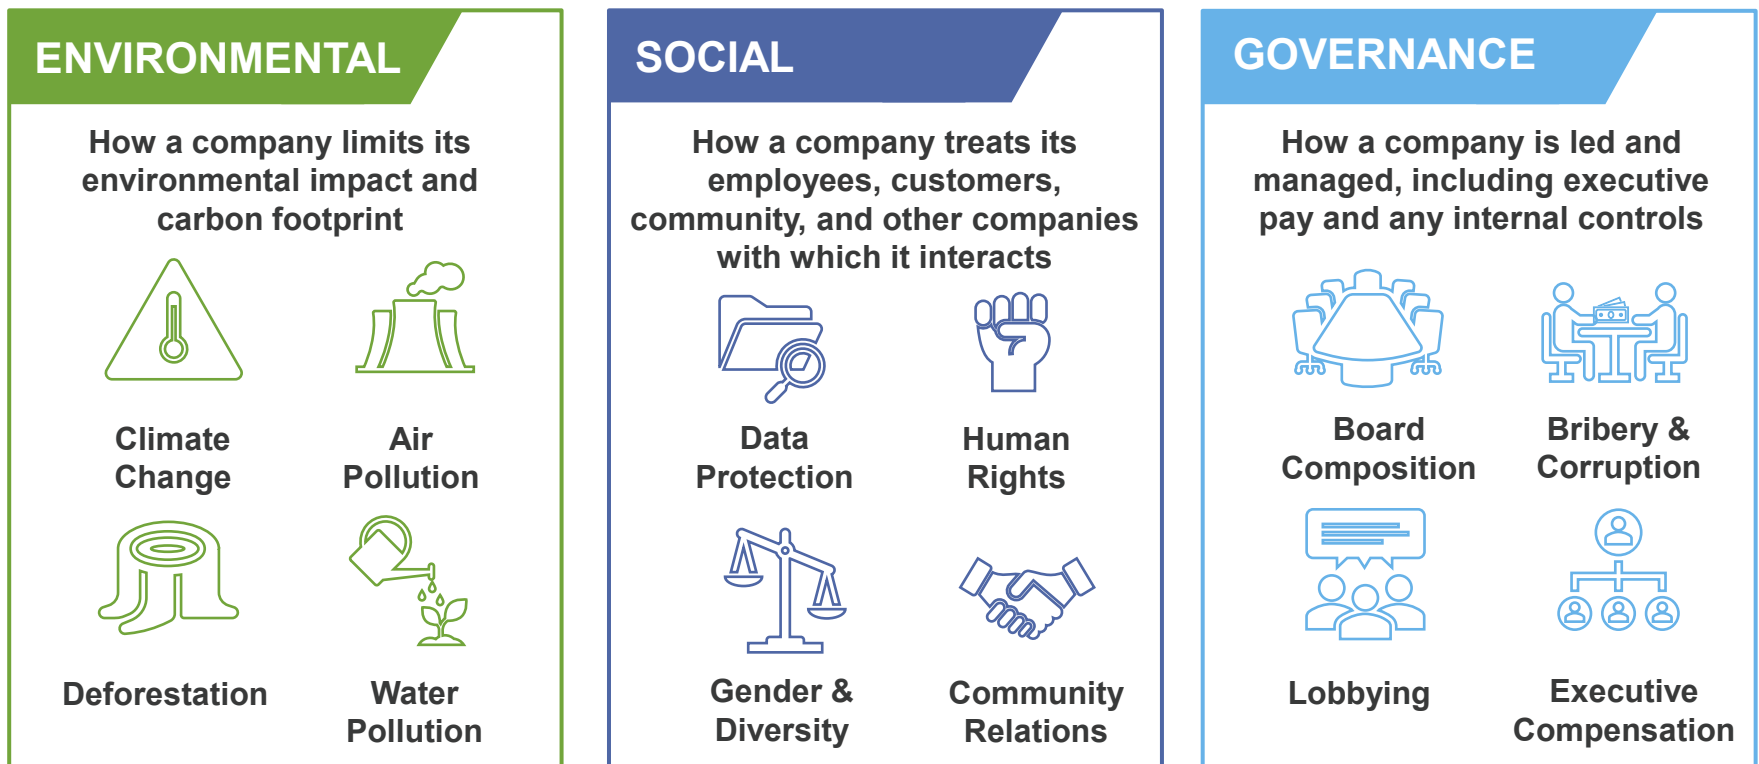 ENVIRONMENTAL
How a company limits its
environmental impact and
carbon footprint
Climate
Change
Air
Pollution
Deforestation
Water
Pollution
SOCIAL
How a company treats its
employees, customers,
community, and other companies
with which it interacts
Data
Protection
Human
Rights
Gender &
Diversity
Community
Relations
GOVERNANCE
How a company is led and
managed, including executive
pay and any internal controls
Board
Composition
Bribery &
Corruption
Lobbying
Executive
Compensation